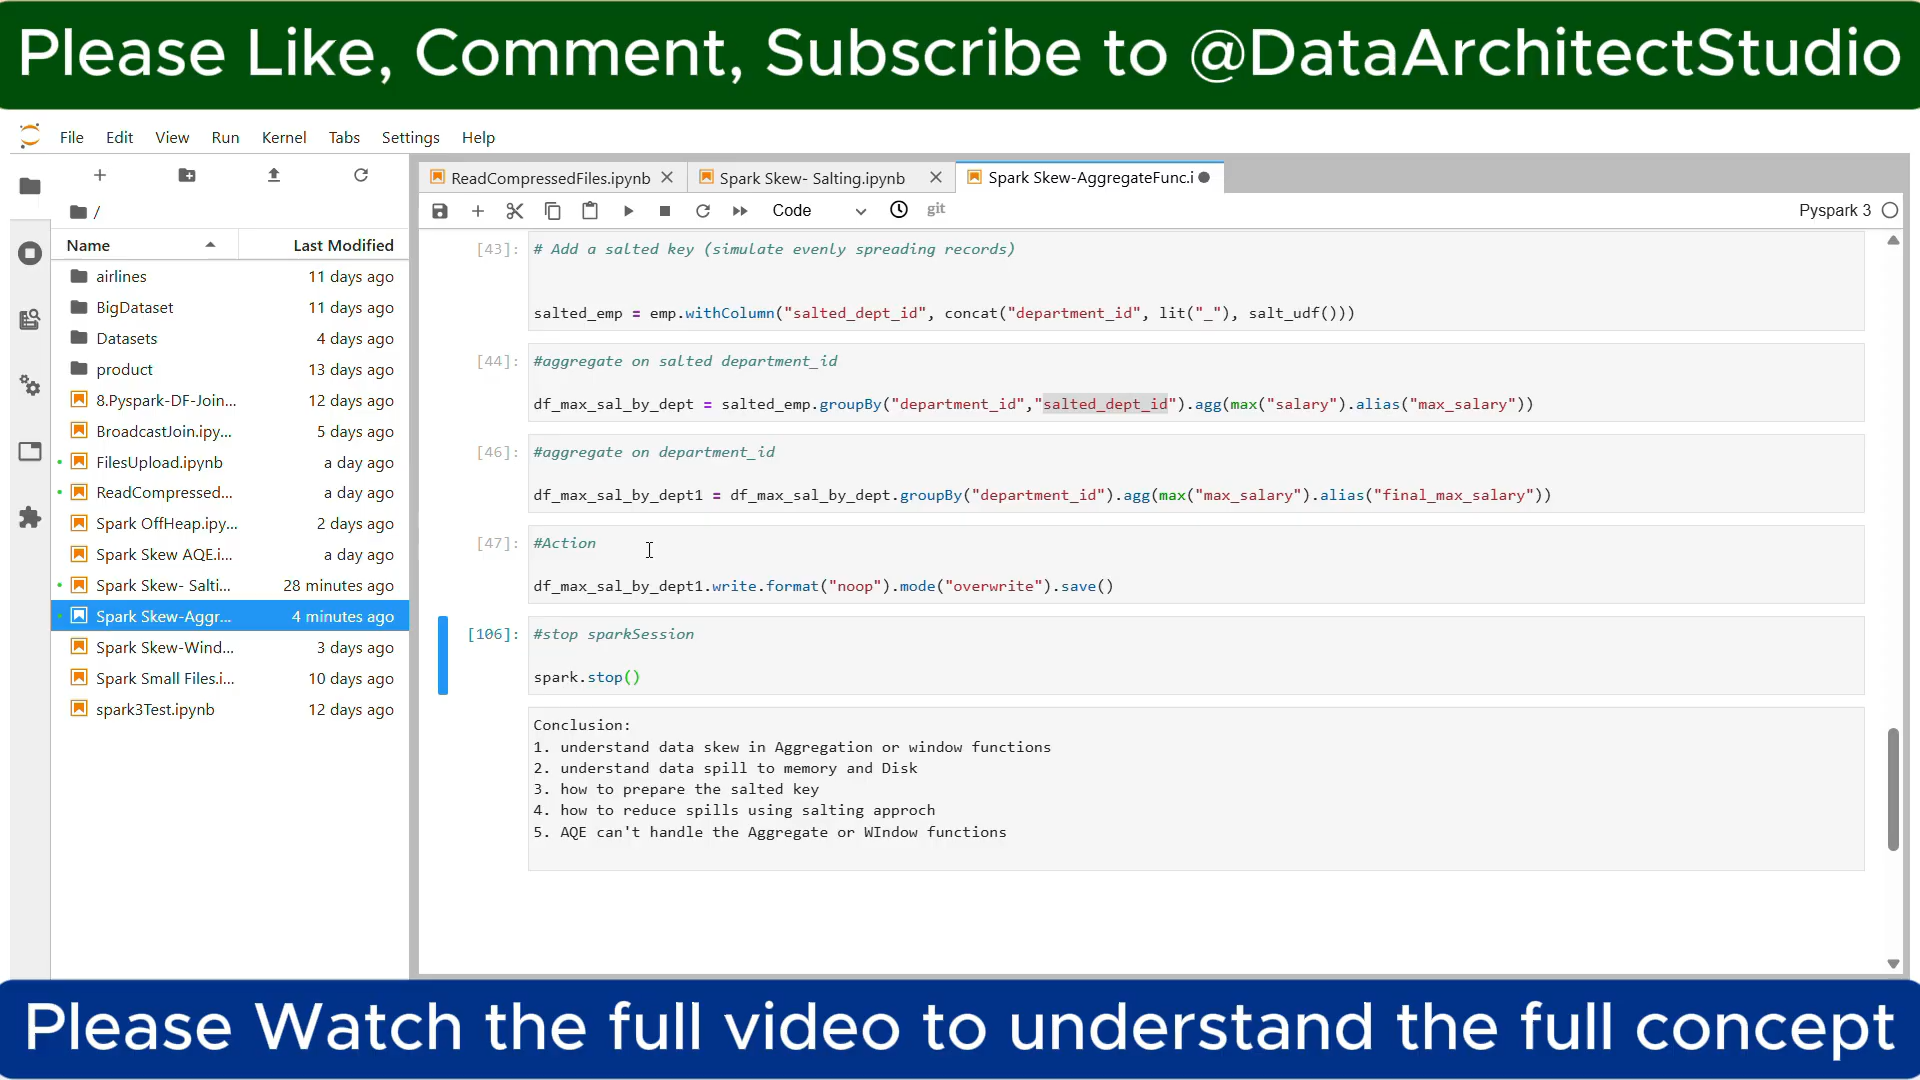 Please Like, Comment, Subscribe to @DataArchitectStudio
File Edit View Run Kernel Tabs Settings Help
ReadCompressedFiles.ipynb
Spark Skew- Salting.ipynb
Spark Skew-AggregateFunc.i
/
Code
git
Pyspark 3
Name Last Modified
airlines 11 days ago
BigDataset 11 days ago
Datasets 4 days ago
product 13 days ago
8.Pyspark-DF-Join... 12 days ago
BroadcastJoin.ipy... 5 days ago
FilesUpload.ipynb a day ago
ReadCompressed... a day ago
Spark OffHeap.ipy... 2 days ago
Spark Skew AQE.i... a day ago
Spark Skew- Salti... 28 minutes ago
Spark Skew-Aggr... 4 minutes ago
Spark Skew-Wind... 3 days ago
Spark Small Files.i... 10 days ago
spark3Test.ipynb 12 days ago
[43]: # Add a salted key (simulate evenly spreading records)
salted_emp = emp.withColumn("salted_dept_id", concat("department_id", lit("_"), salt_udf()))
[44]: #aggregate on salted department_id
df_max_sal_by_dept = salted_emp.groupBy("department_id","salted_dept_id").agg(max("salary").alias("max_salary"))
[46]: #aggregate on department_id
df_max_sal_by_dept1 = df_max_sal_by_dept.groupBy("department_id").agg(max("max_salary").alias("final_max_salary"))
[47]: #Action
df_max_sal_by_dept1.write.format("noop").mode("overwrite").save()
[106]: #stop sparkSession
spark.stop()
Conclusion:
1. understand data skew in Aggregation or window functions
2. understand data spill to memory and Disk
3. how to prepare the salted key
4. how to reduce spills using salting approch
5. AQE can't handle the Aggregate or WIndow functions
Please Watch the full video to understand the full concept